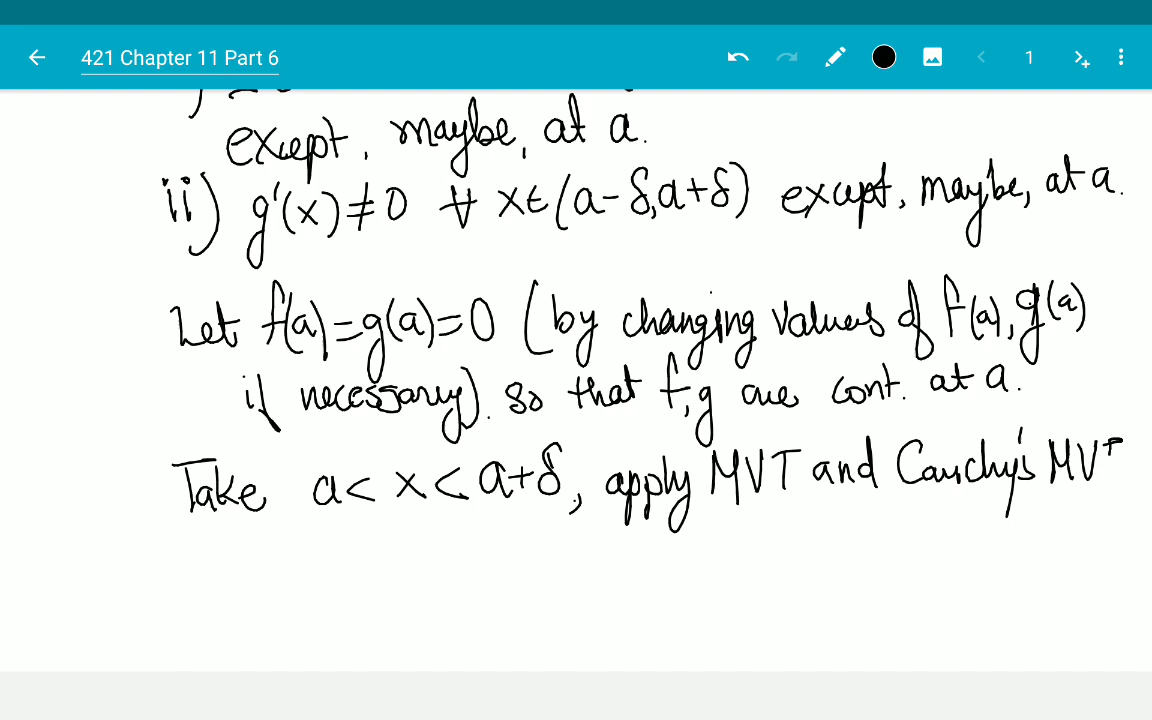 421 Chapter 11 Part 6
1
except, maybe, at a.
ii) g'(x)≠0 ∀ x∈(a-δ,a+δ) except, maybe, at a.
Let f(a)=g(a)=0 (by changing values of f(a), g(a)
if necessary). so that f,g are cont. at a.
Take a< x< a+δ, apply MVT and Cauchy's MVT